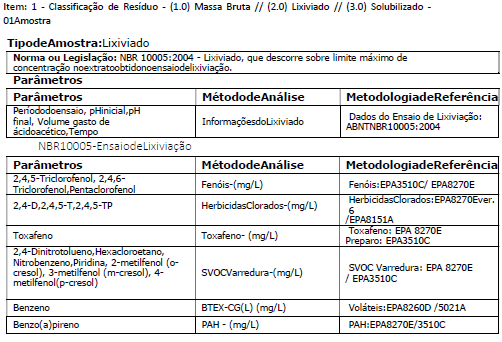 Item: 1 - Classificação de Resíduo - (1.0) Massa Bruta // (2.0) Lixiviado // (3.0) Solubilizado -
01Amostra
TipodeAmostra:Lixiviado
Norma ou Legislação: NBR 10005:2004 - Lixiviado, que descorre sobre limite máximo de
concentração noextratoobtidonoensaiodelixiviação.
Parâmetros
Parâmetros MétododeAnálise MetodologiadeReferência
Períododoensaio, pHinicial,pH
final, Volume gasto de
ácidoacético,Tempo
InformaçõesdoLixiviado
Dados do Ensaio de Lixiviação:
ABNTNBR10005:2004
NBR10005-EnsaiodeLixiviação
Parâmetros MétododeAnálise MetodologiadeReferência
2,4,5-Triclorofenol, 2,4,6-
Triclorofenol,Pentaclorofenol
Fenóis-(mg/L)
Fenóis:EPA3510C/ EPA8270E
2,4-D,2,4,5-T,2,4,5-TP
HerbicidasClorados-(mg/L)
HerbicidasClorados:EPA8270Ever.
6
/EPA8151A
Toxafeno
Toxafeno- (mg/L)
Toxafeno: EPA 8270E
Preparo: EPA3510C
2,4-Dinitrotolueno,Hexacloroetano,
Nitrobenzeno,Piridina, 2-metilfenol (o-
cresol), 3-metilfenol (m-cresol), 4-
metilfenol(p-cresol)
SVOCVarredura-(mg/L)
SVOC Varredura: EPA 8270E
/ EPA3510C
Benzeno BTEX-CG(L) (mg/L) Voláteis:EPA8260D /5021A
Benzo(a)pireno PAH - (mg/L) PAH:EPA8270E/3510C